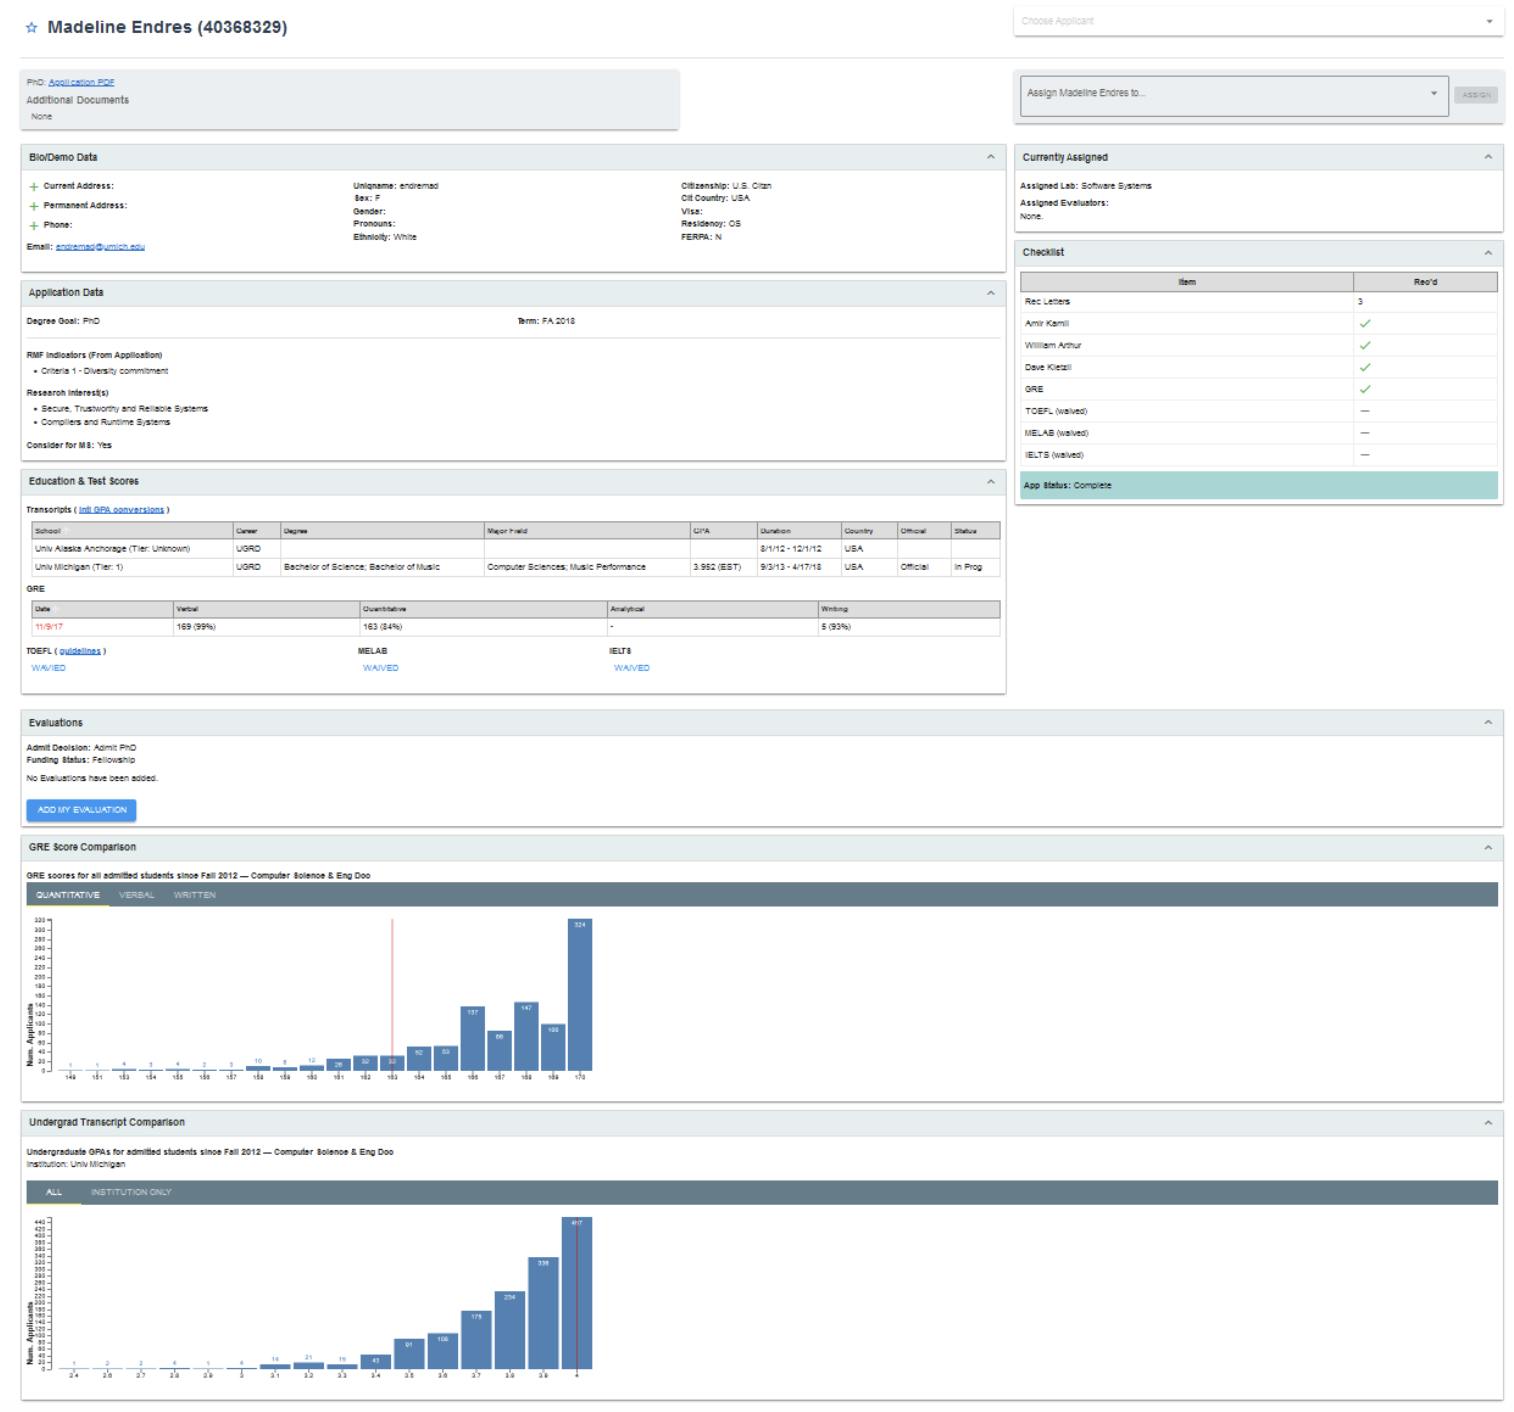 Madeline Endres (40368329)
Choose Applicant
PhD: Application PDF
Additional Documents
None
Assign Madeline Endres to...
ASSIGN
Bio/Demo Data
Current Address:
Permanent Address:
Phone:
Email: endremad@umich.edu
Uniqname: endremad
Sex: F
Gender:
Pronouns:
Ethnicity: White
Citizenship: U.S. Citzn
Cit Country: USA
Visa:
Residency: OS
FERPA: N
Currently Assigned
Assigned Lab: Software Systems
Assigned Evaluators:
None.
Checklist
Item Rec'd
Rec Letters 3
Amir Kamil
William Arthur
Dave Kietzli
GRE
TOEFL (waived) —
MELAB (waived) —
IELTS (waived) —
App Status: Complete
Application Data
Degree Goal: PhD
Term: FA 2018
RMF Indicators (From Application)
• Criteria 1 - Diversity commitment
Research Interest(s)
• Secure, Trustworthy and Reliable Systems
• Compilers and Runtime Systems
Consider for MS: Yes
Education & Test Scores
Transcripts ( Intl GPA conversions )
School Career Degree Major Field GPA Duration Country Official Status
Univ Alaska Anchorage (Tier: Unknown) UGRD 8/1/12 - 12/1/12 USA
Univ Michigan (Tier: 1) UGRD Bachelor of Science; Bachelor of Music Computer Sciences; Music Performance 3.952 (EST) 9/3/13 - 4/17/18 USA Official In Prog
GRE
Date Verbal Quantitative Analytical Writing
11/9/17 169 (99%) 163 (84%) - 5 (93%)
TOEFL ( guidelines ) MELAB IELTS
WAVIED WAIVED WAIVED
Evaluations
Admit Decision: Admit PhD
Funding Status: Fellowship
No Evaluations have been added.
ADD MY EVALUATION
GRE Score Comparison
GRE scores for all admitted students since Fall 2012 — Computer Science & Eng Doc
QUANTITATIVE VERBAL WRITTEN
Num. Applicants
320
300
280
260
240
220
200
180
160
140
120
100
80
60
40
20
0
1 1 4 3 4 2 3 10 8 12 26 32 32 52 53 137 86 147 100 324
149 151 153 154 155 156 157 158 159 160 161 162 163 164 165 166 167 168 169 170
Undergrad Transcript Comparison
Undergraduate GPAs for admitted students since Fall 2012 — Computer Science & Eng Doc
Institution: Univ Michigan
ALL INSTITUTION ONLY
Num. Applicants
440
420
400
380
360
340
320
300
280
260
240
220
200
180
160
140
120
100
80
60
40
20
0
1 2 2 4 1 4 14 21 15 43 91 108 175 234 336
2.4 2.6 2.7 2.8 2.9 3 3.1 3.2 3.3 3.4 3.5 3.6 3.7 3.8 3.9 4